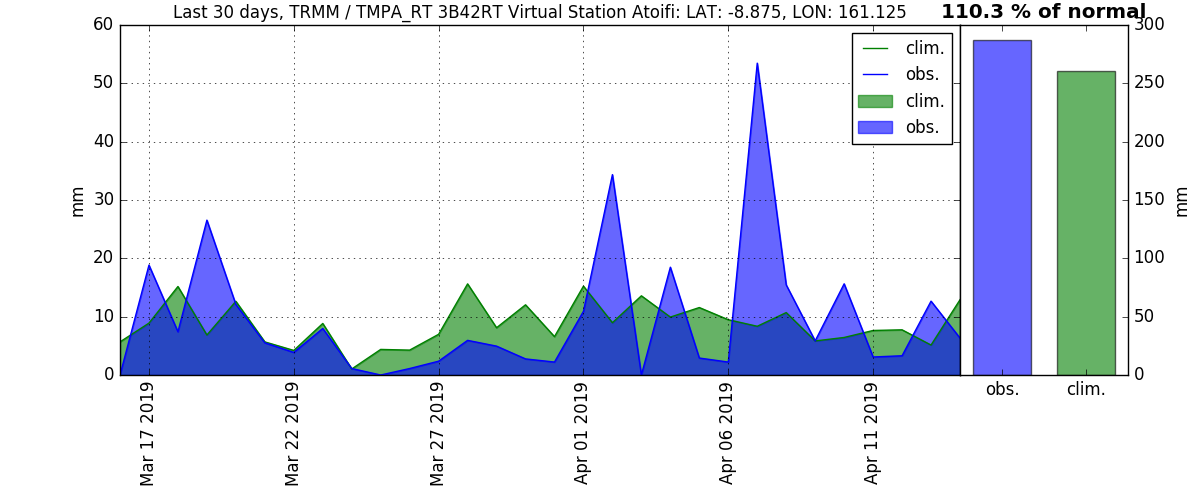 Last 30 days, TRMM / TMPA_RT 3B42RT Virtual Station Atoifi: LAT: -8.875, LON: 161.125
110.3 % of normal
60
50
40
30
20
10
0
mm
clim.
obs.
clim.
obs.
Mar 17 2019
Mar 22 2019
Mar 27 2019
Apr 01 2019
Apr 06 2019
Apr 11 2019
300
250
200
150
100
50
0
mm
obs.
clim.